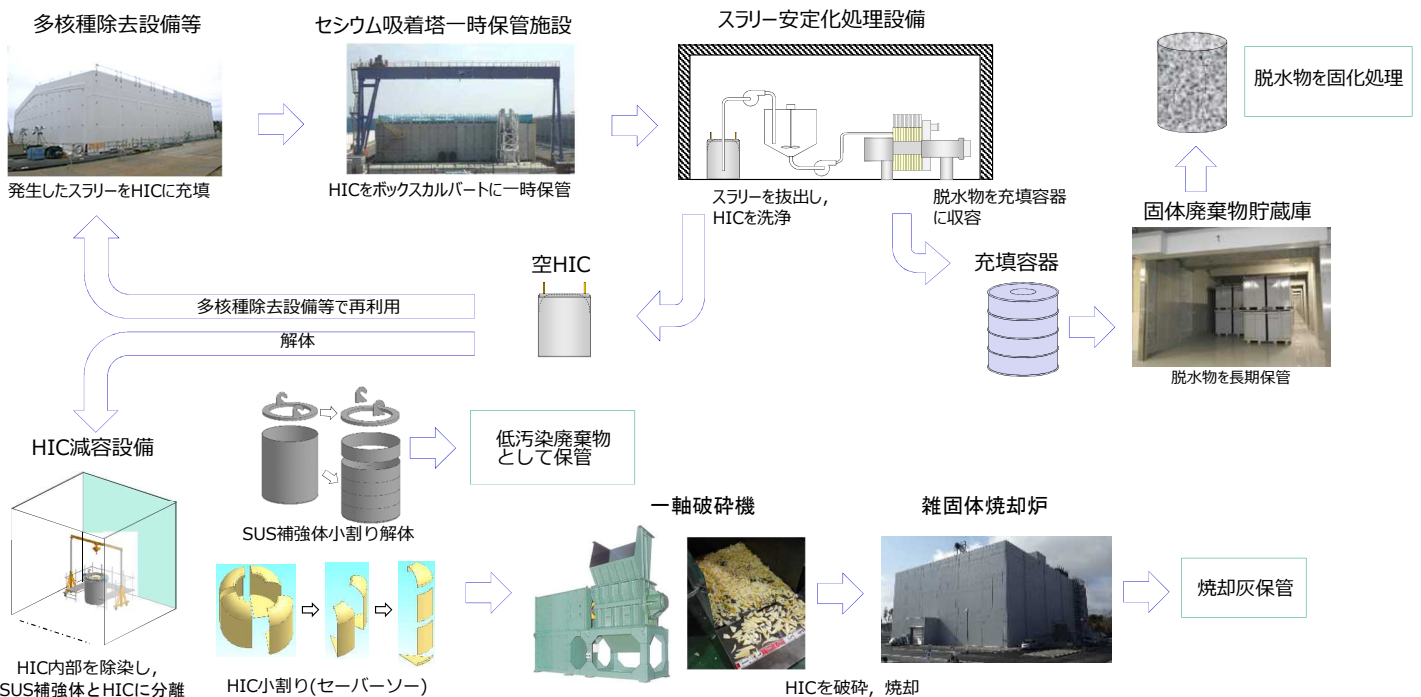 多核種除去設備等
発生したスラリーをHICに充填
セシウム吸着塔一時保管施設
HICをボックスカルバートに一時保管
スラリー安定化処理設備
スラリーを抜出し,
HICを洗浄
脱水物を充填容器
に収容
脱水物を固化処理
固体廃棄物貯蔵庫
脱水物を長期保管
充填容器
空HIC
多核種除去設備等で再利用
解体
HIC減容設備
HIC内部を除染し,
SUS補強体とHICに分離
SUS補強体小割り解体
低汚染廃棄物
として保管
HIC小割り(セーバーソー)
一軸破砕機
雑固体焼却炉
HICを破砕, 焼却
焼却灰保管